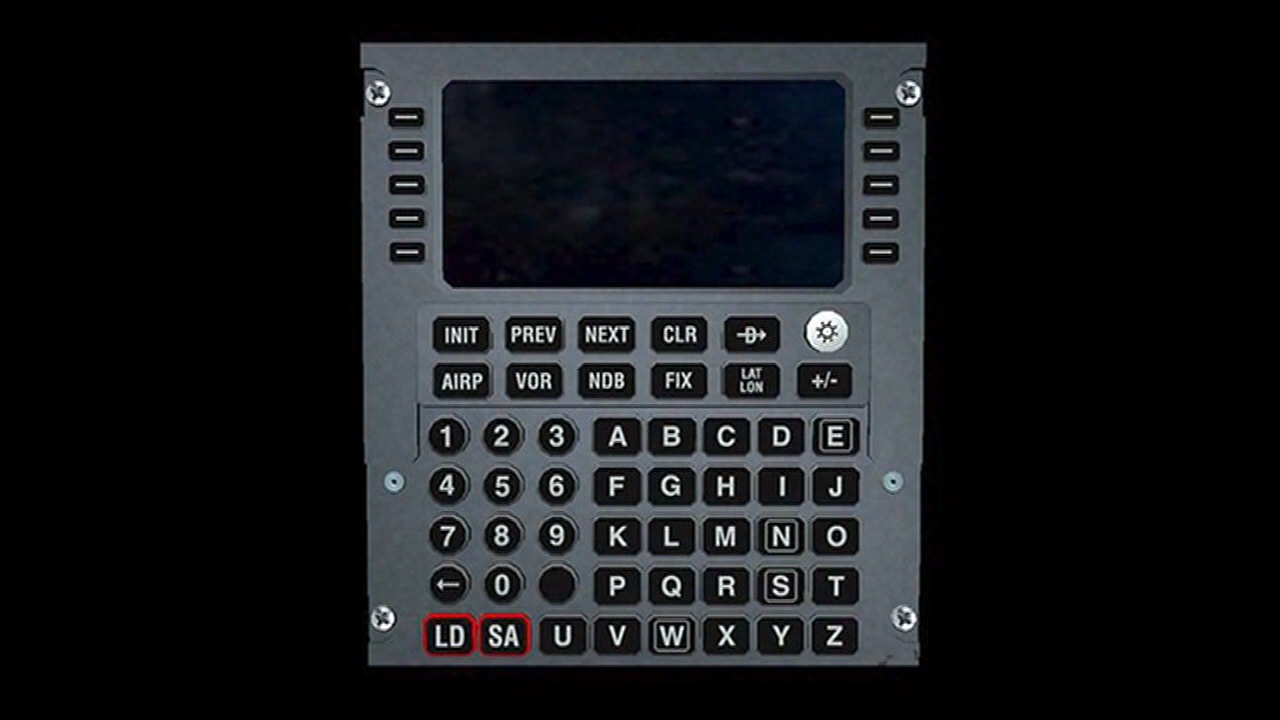 INIT PREV NEXT CLR D
AIRP VOR NDB FIX LAT LON +/-
1 2 3 A B C D E
4 5 6 F G H I J
7 8 9 K L M N O
← 0 P Q R S T
LD SA U V W X Y Z